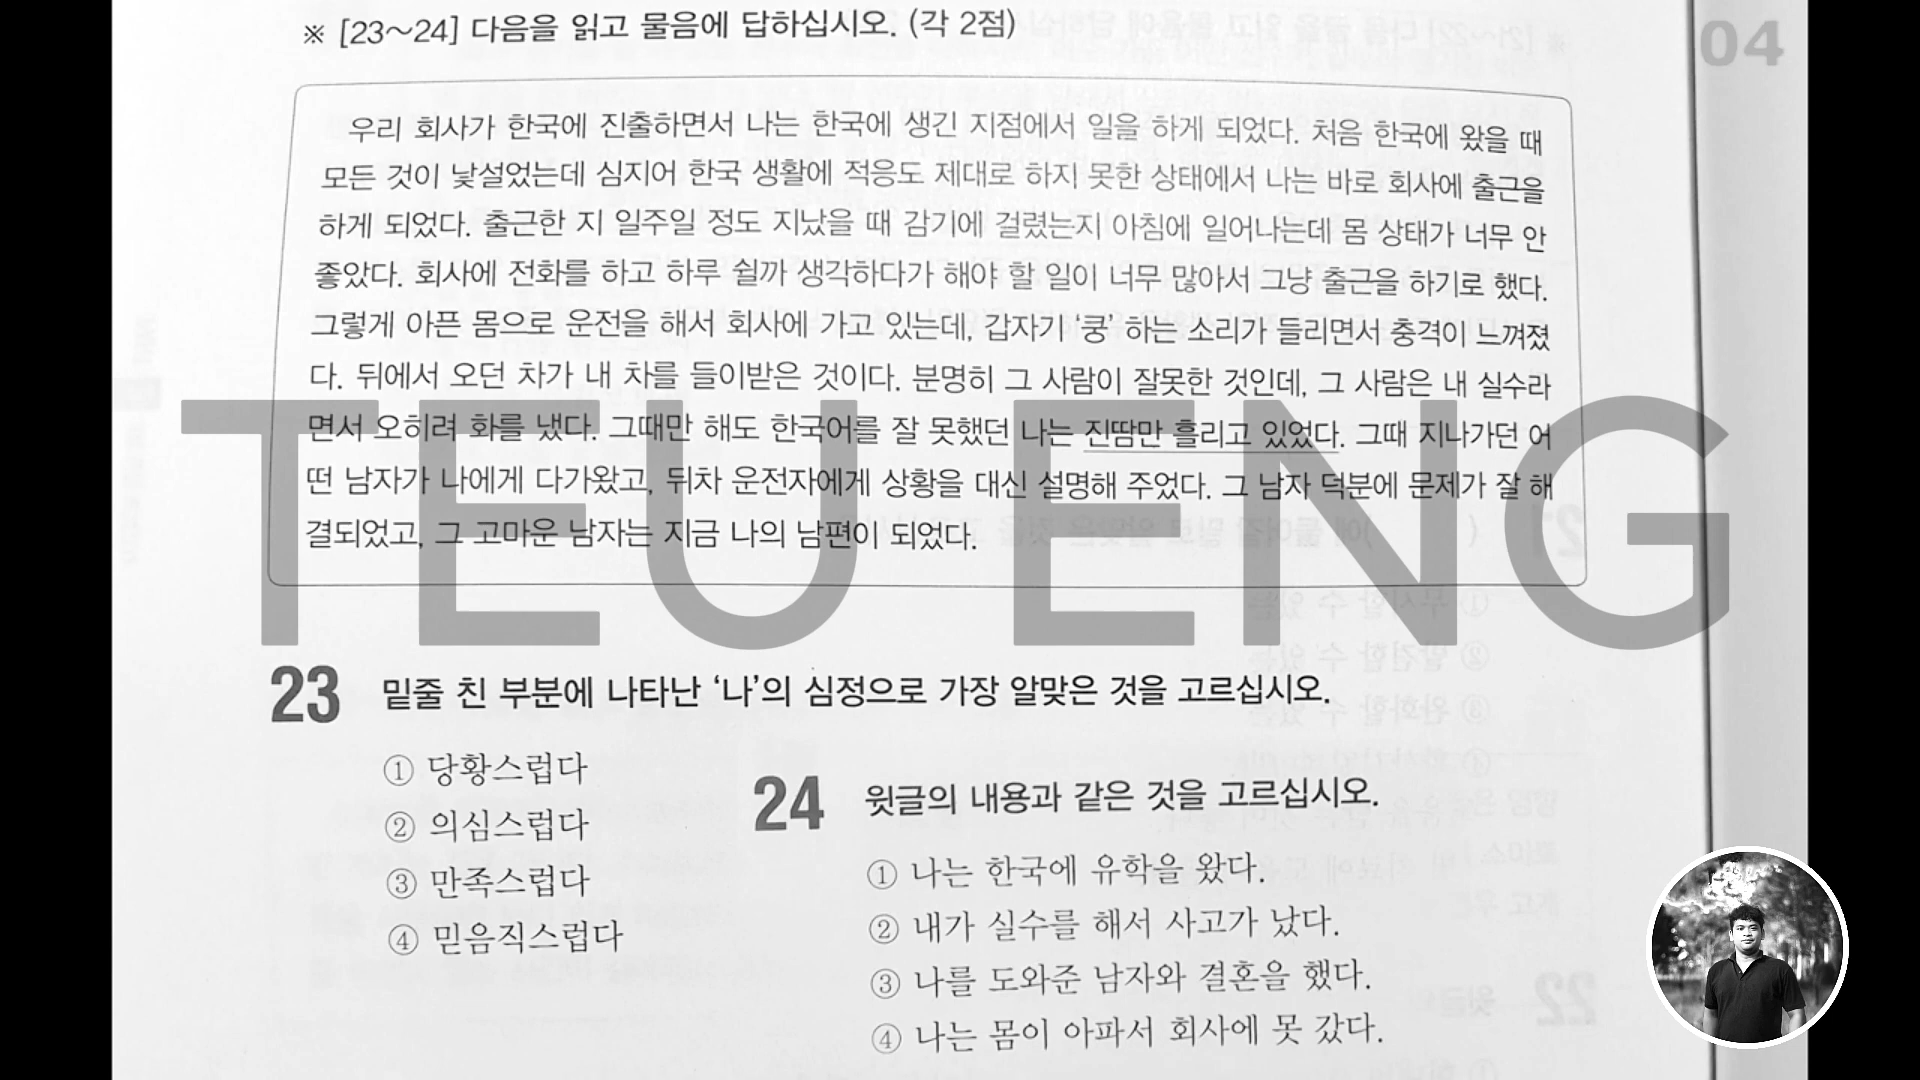 ※ [23～24] 다음을 읽고 물음에 답하십시오. (각 2점)
04
우리 회사가 한국에 진출하면서 나는 한국에 생긴 지점에서 일을 하게 되었다. 처음 한국에 왔을 때
모든 것이 낯설었는데 심지어 한국 생활에 적응도 제대로 하지 못한 상태에서 나는 바로 회사에 출근을
하게 되었다. 출근한 지 일주일 정도 지났을 때 감기에 걸렸는지 아침에 일어나는데 몸 상태가 너무 안
좋았다. 회사에 전화를 하고 하루 쉴까 생각하다가 해야 할 일이 너무 많아서 그냥 출근을 하기로 했다.
그렇게 아픈 몸으로 운전을 해서 회사에 가고 있는데, 갑자기 ‘쿵’ 하는 소리가 들리면서 충격이 느껴졌
다. 뒤에서 오던 차가 내 차를 들이받은 것이다. 분명히 그 사람이 잘못한 것인데, 그 사람은 내 실수라
면서 오히려 화를 냈다. 그때만 해도 한국어를 잘 못했던 나는 진땀만 흘리고 있었다. 그때 지나가던 어
떤 남자가 나에게 다가왔고, 뒤차 운전자에게 상황을 대신 설명해 주었다. 그 남자 덕분에 문제가 잘 해
결되었고, 그 고마운 남자는 지금 나의 남편이 되었다.
TEU ENG
23 밑줄 친 부분에 나타난 ‘나’의 심정으로 가장 알맞은 것을 고르십시오.
① 당황스럽다
② 의심스럽다
③ 만족스럽다
④ 믿음직스럽다
24 윗글의 내용과 같은 것을 고르십시오.
① 나는 한국에 유학을 왔다.
② 내가 실수를 해서 사고가 났다.
③ 나를 도와준 남자와 결혼을 했다.
④ 나는 몸이 아파서 회사에 못 갔다.